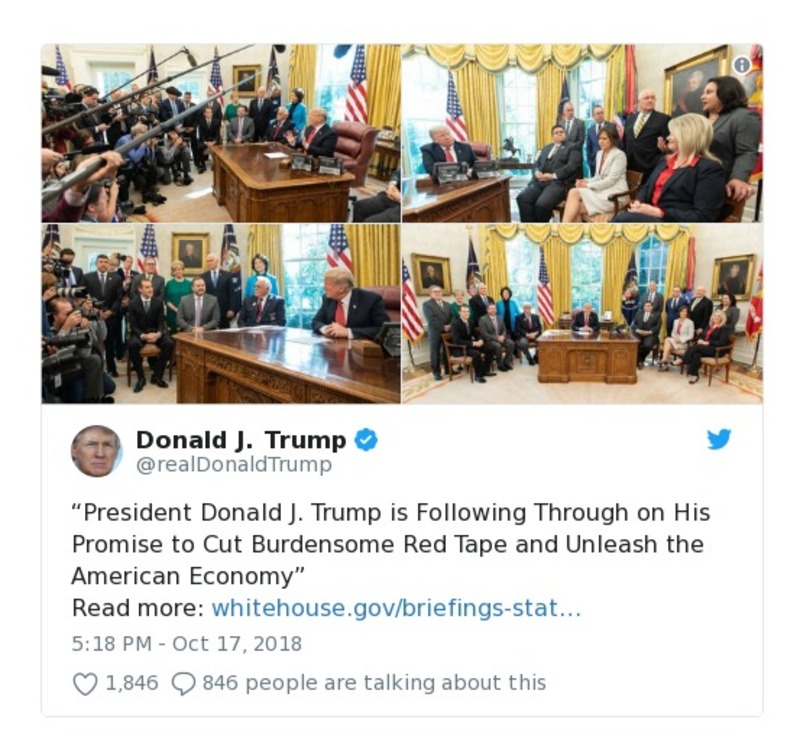 Donald J. Trump
@realDonaldTrump
“President Donald J. Trump is Following Through on His
Promise to Cut Burdensome Red Tape and Unleash the
American Economy”
Read more: whitehouse.gov/briefings-stat…
5:18 PM - Oct 17, 2018
1,846 846 people are talking about this